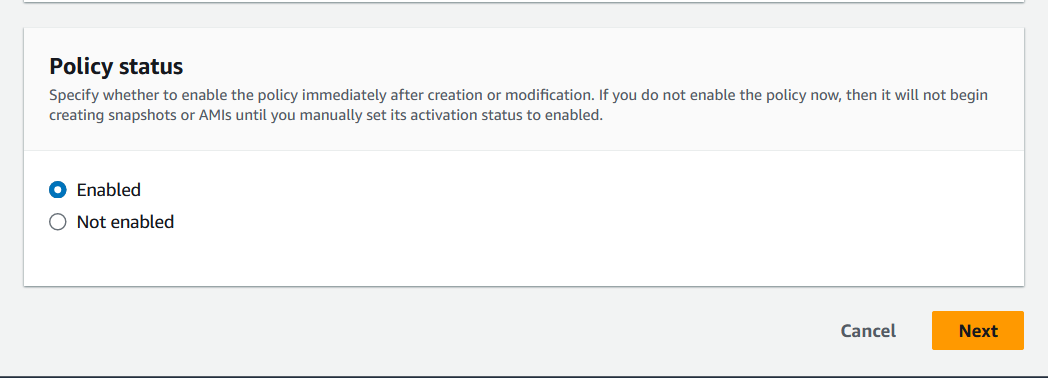 Policy status
Specify whether to enable the policy immediately after creation or modification. If you do not enable the policy now, then it will not begin
creating snapshots or AMIs until you manually set its activation status to enabled.
Enabled
Not enabled
Cancel
Next